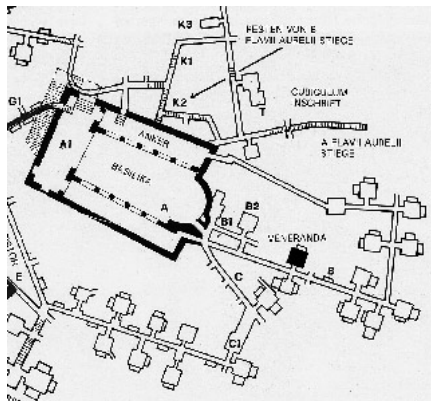 K3
RESTEN VON B
FLAVII AURELII STIEGE
K1
CUBICULUM
INSCHRIFT
K2
T
G1
A FLAVII AURELII
STIEGE
ANKER
A1
BASILIKA
A
B1
B2
VENERANDA
E
C
B
C1